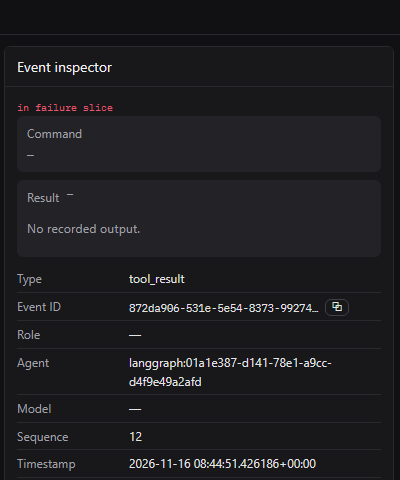 Event inspector
in failure slice
Command
—
Result —
No recorded output.
Type tool_result
Event ID 872da906-531e-5e54-8373-99274…
Role —
Agent langgraph:01a1e387-d141-78e1-a9cc-
d4f9e49a2afd
Model —
Sequence 12
Timestamp 2026-11-16 08:44:51.426186+00:00